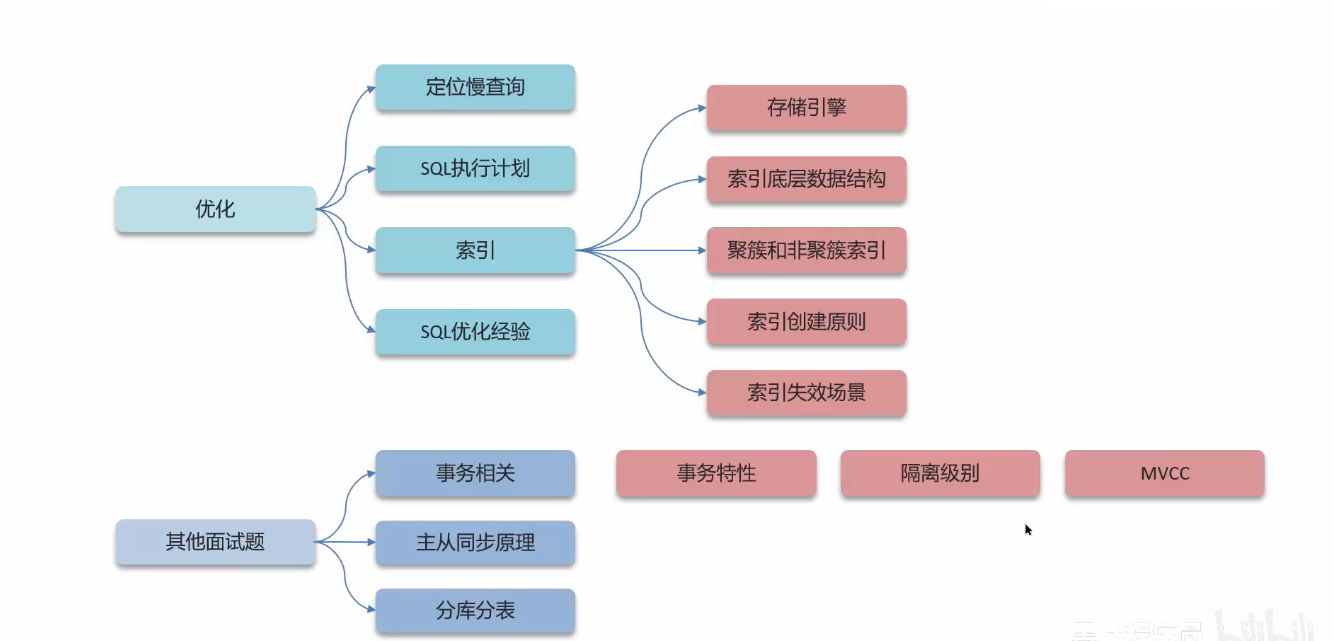 定位慢查询
SQL执行计划
优化
索引
SQL优化经验
存储引擎
索引底层数据结构
聚簇和非聚簇索引
索引创建原则
索引失效场景
其他面试题
事务相关
事务特性
隔离级别
MVCC
主从同步原理
分库分表